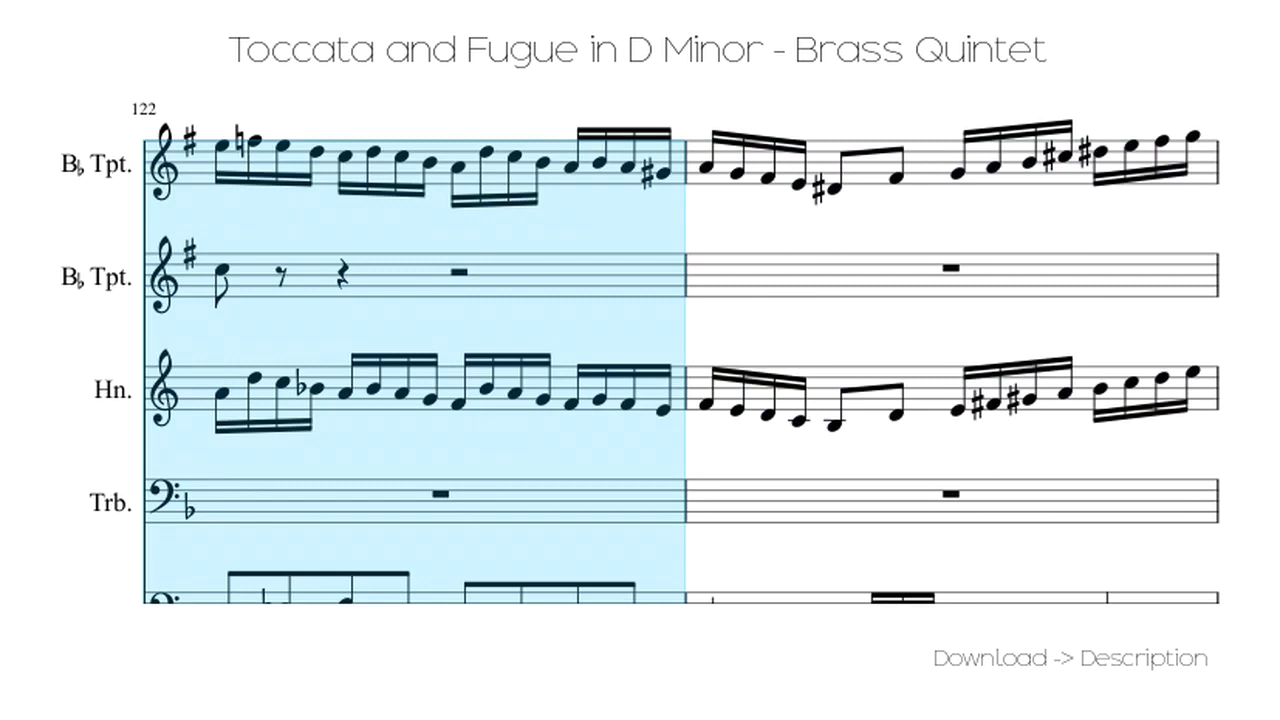 Toccata and Fugue in D Minor - Brass Quintet
122
B♭ Tpt.
B♭ Tpt.
Hn.
Trb.
Download -> Description